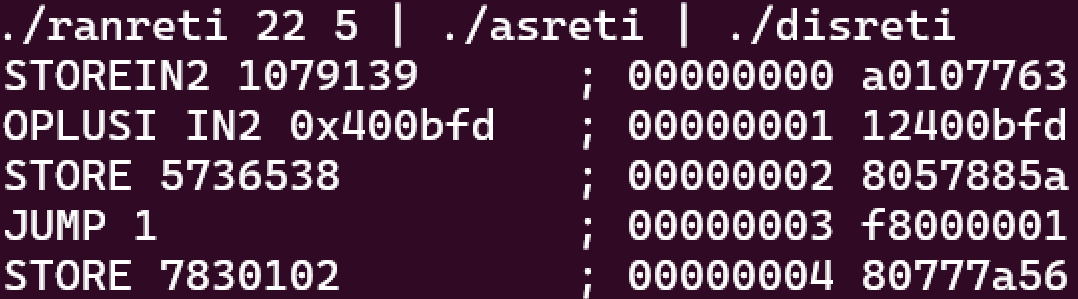 ./ranreti 22 5 | ./asreti | ./disreti
STOREIN2 1079139 ; 00000000 a0107763
OPLUSI IN2 0x400bfd ; 00000001 12400bfd
STORE 5736538 ; 00000002 8057885a
JUMP 1 ; 00000003 f8000001
STORE 7830102 ; 00000004 80777a56